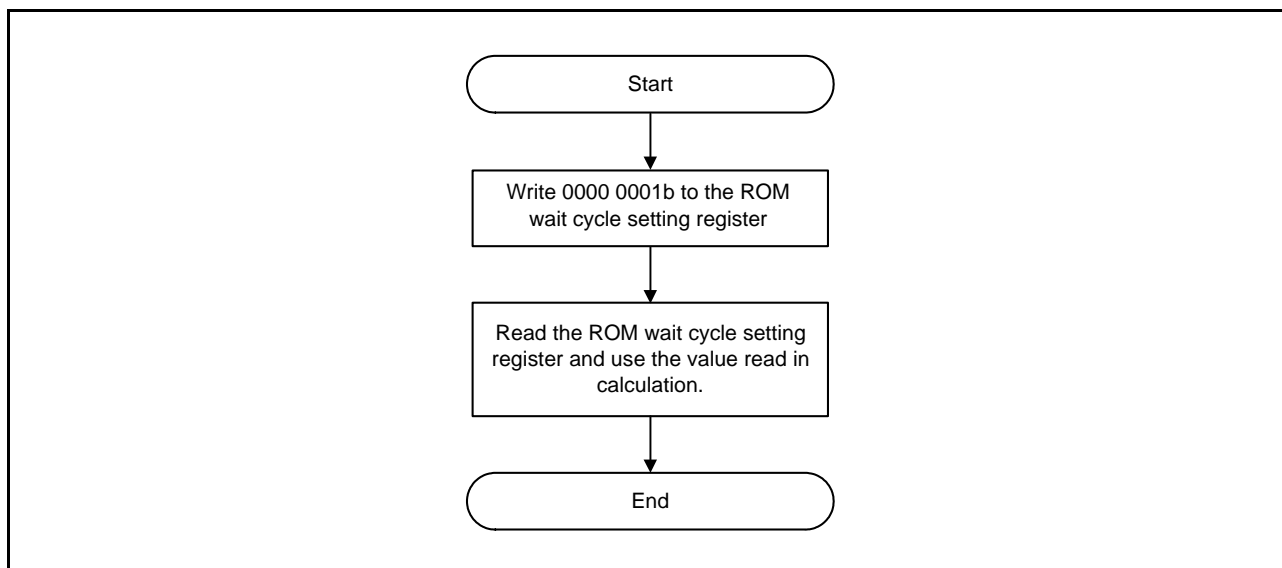 Start
Write 0000 0001b to the ROM
wait cycle setting register
Read the ROM wait cycle setting
register and use the value read in
calculation.
End